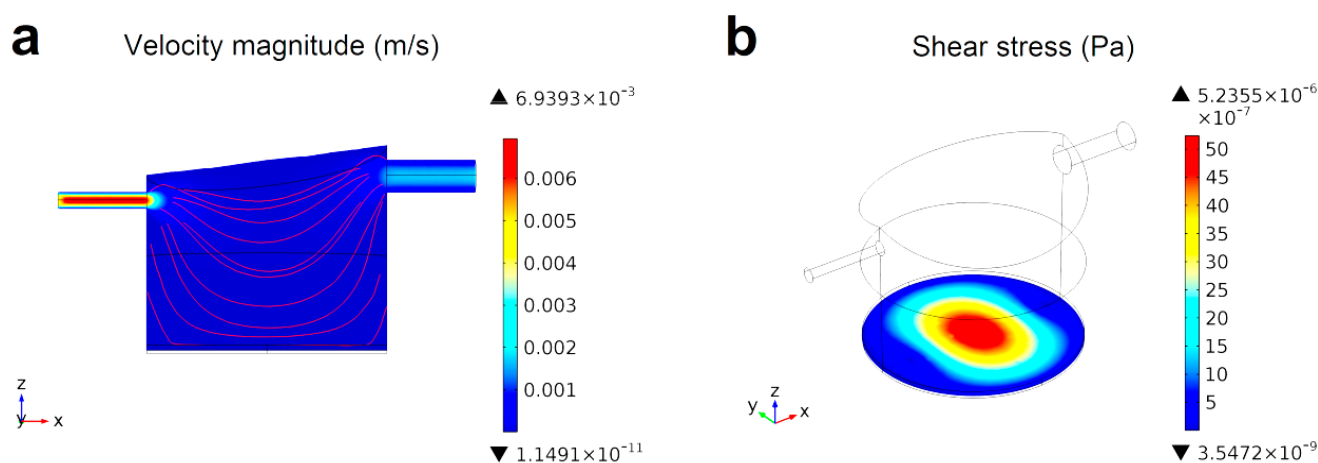 a
Velocity magnitude (m/s)
▲ 6.9393×10⁻³
0.006
0.005
0.004
0.003
0.002
0.001
▼ 1.1491×10⁻¹¹
z
y
x
b
Shear stress (Pa)
▲ 5.2355×10⁻⁶
×10⁻⁷
50
45
40
35
30
25
20
15
10
5
▼ 3.5472×10⁻⁹
y
z
x